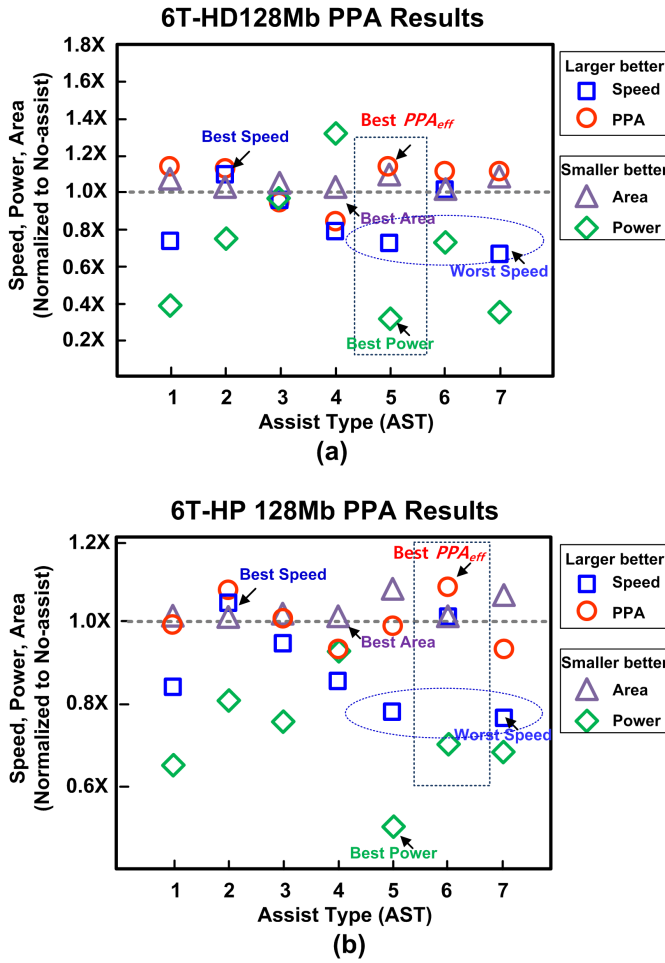 6T-HD128Mb PPA Results
(a)
Speed, Power, Area
(Normalized to No-assist)
1.8X
1.6X
1.4X
1.2X
1.0X
0.8X
0.6X
0.4X
0.2X
Best Speed
Best PPAeff
Best Area
Worst Speed
Best Power
Larger better
Speed
PPA
Smaller better
Area
Power
1 2 3 4 5 6 7
Assist Type (AST)
(a)
(b)
6T-HP 128Mb PPA Results
Speed, Power, Area
(Normalized to No-assist)
1.2X
1.0X
0.8X
0.6X
Best Speed
Best PPAeff
Best Area
Worst Speed
Best Power
Larger better
Speed
PPA
Smaller better
Area
Power
1 2 3 4 5 6 7
Assist Type (AST)
(b)